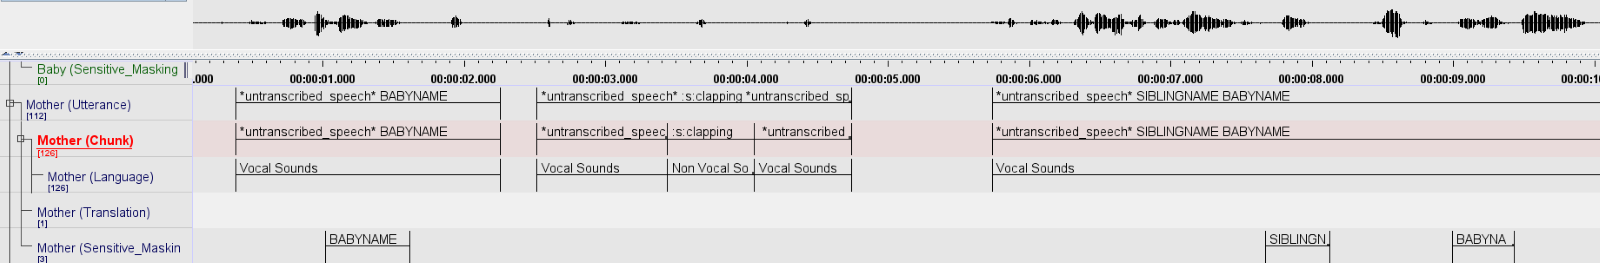 Baby (Sensitive_Masking
[0]
.000 00:00:01.000 00:00:02.000 00:00:03.000 00:00:04.000 00:00:05.000 00:00:06.000 00:00:07.000 00:00:08.000 00:00:09.000 00:00:10
Mother (Utterance)
[112]
*untranscribed_speech* BABYNAME *untranscribed_speech* :s:clapping *untranscribed_sp *untranscribed_speech* SIBLINGNAME BABYNAME
Mother (Chunk)
[126]
*untranscribed_speech* BABYNAME *untranscribed_speec :s:clapping *untranscribed *untranscribed_speech* SIBLINGNAME BABYNAME
Mother (Language)
[126]
Vocal Sounds Vocal Sounds Non Vocal So Vocal Sounds Vocal Sounds
Mother (Translation)
[1]
Mother (Sensitive_Maskin
[3]
BABYNAME SIBLINGN BABYNA